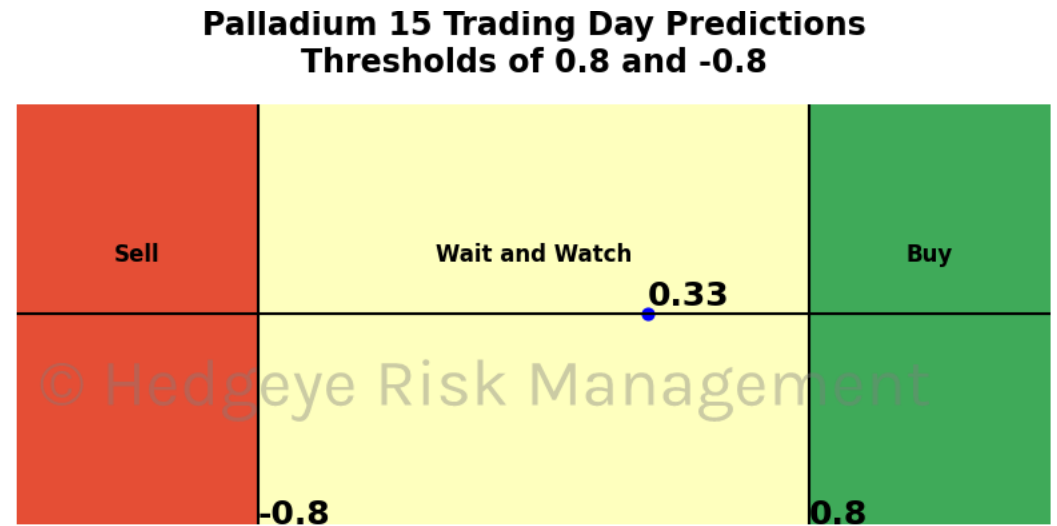 Palladium 15 Trading Day Predictions
Thresholds of 0.8 and -0.8
Sell
Wait and Watch
Buy
0.33
© Hedgeye Risk Management
-0.8
0.8